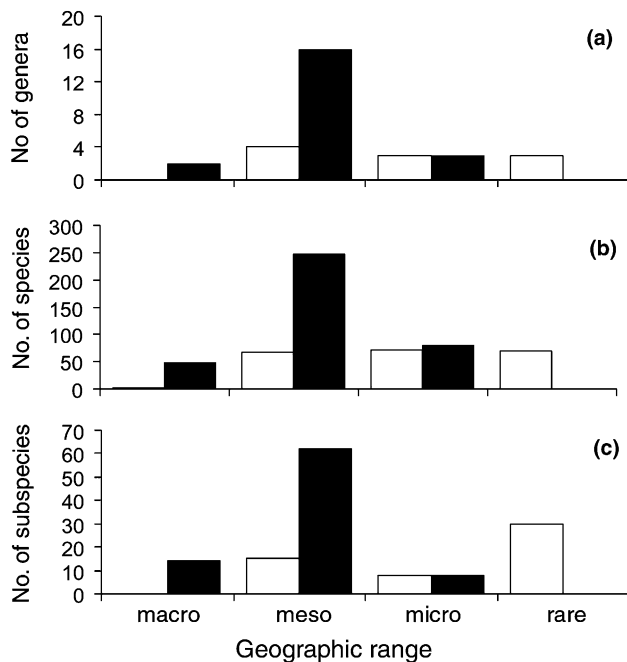 (a)
No of genera
20
16
12
8
4
0
(b)
No. of species
300
250
200
150
100
50
0
(c)
No. of subspecies
70
60
50
40
30
20
10
0
macro meso micro rare
Geographic range